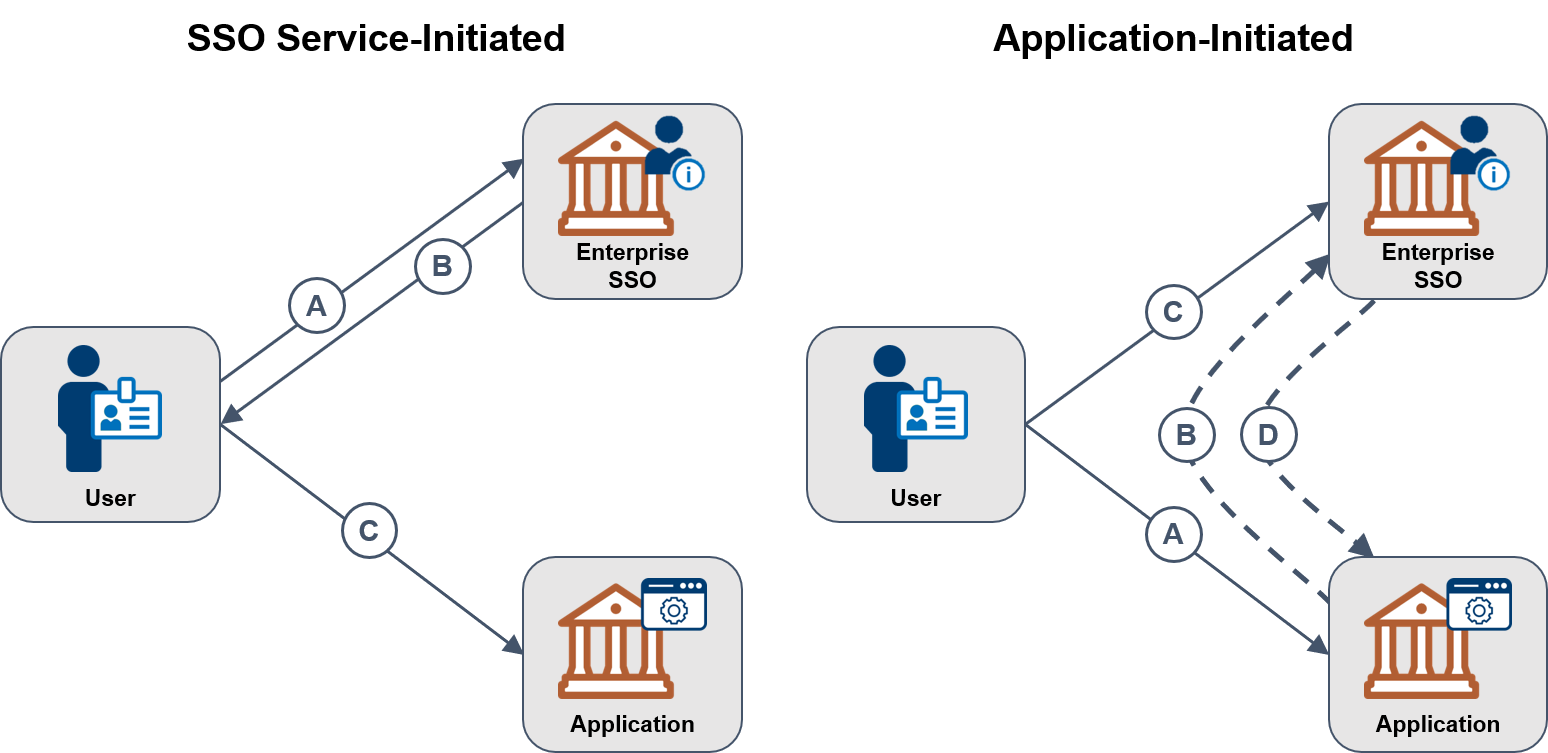 SSO Service-Initiated
Enterprise
SSO
A
B
User
C
Application
Application-Initiated
Enterprise
SSO
C
User
B
D
A
Application